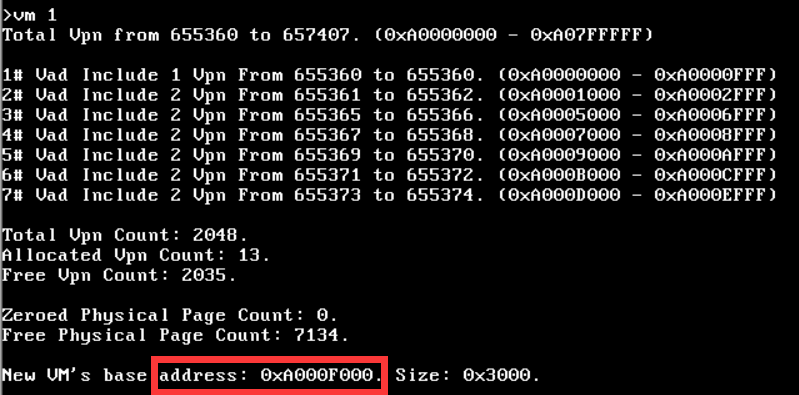 >vm 1
Total Vpn from 655360 to 657407. (0xA0000000 - 0xA07FFFFF)
1# Vad Include 1 Vpn From 655360 to 655360. (0xA0000000 - 0xA0000FFF)
2# Vad Include 2 Vpn From 655361 to 655362. (0xA0001000 - 0xA0002FFF)
3# Vad Include 2 Vpn From 655365 to 655366. (0xA0005000 - 0xA0006FFF)
4# Vad Include 2 Vpn From 655367 to 655368. (0xA0007000 - 0xA0008FFF)
5# Vad Include 2 Vpn From 655369 to 655370. (0xA0009000 - 0xA000AFFF)
6# Vad Include 2 Vpn From 655371 to 655372. (0xA000B000 - 0xA000CFFF)
7# Vad Include 2 Vpn From 655373 to 655374. (0xA000D000 - 0xA000EFFF)
Total Vpn Count: 2048.
Allocated Vpn Count: 13.
Free Vpn Count: 2035.
Zeroed Physical Page Count: 0.
Free Physical Page Count: 7134.
New VM's base address: 0xA000F000. Size: 0x3000.